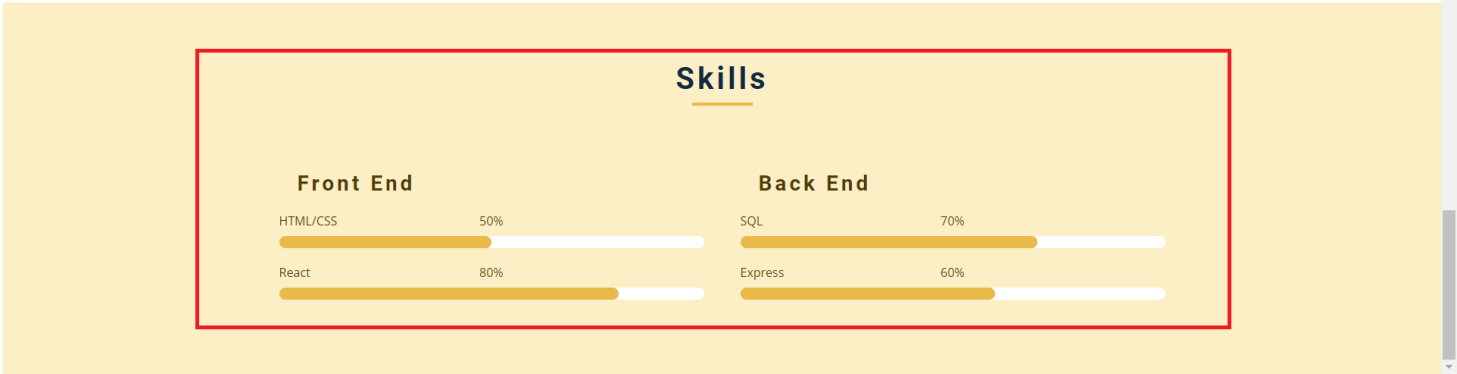 Skills
Front End
HTML/CSS 50%
React 80%
Back End
SQL 70%
Express 60%